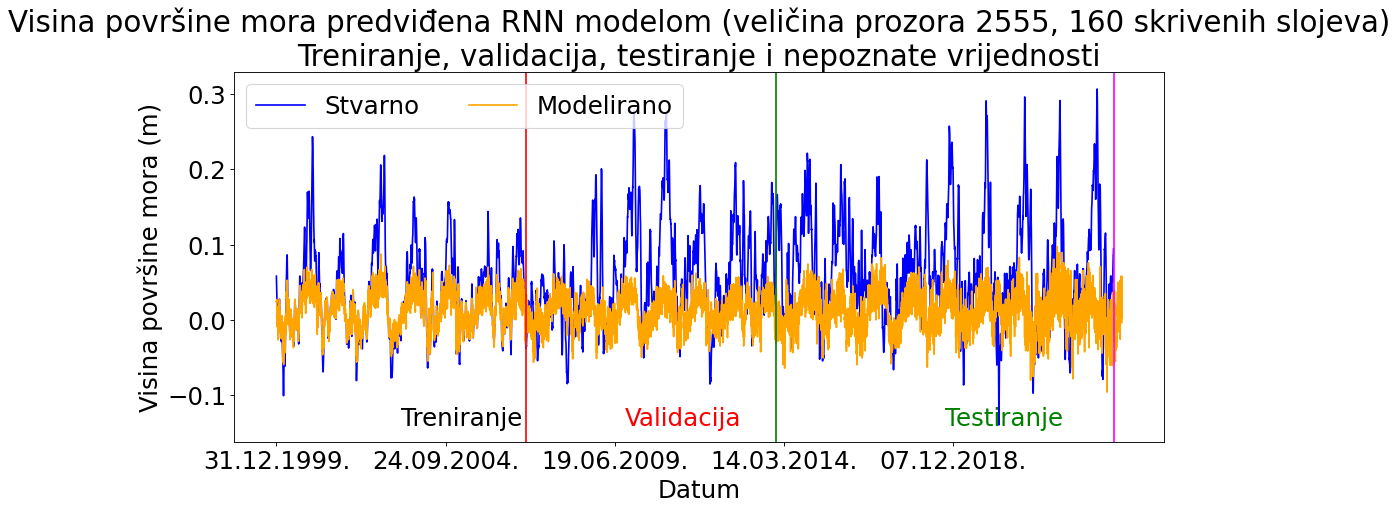 Visina površine mora predviđena RNN modelom (veličina prozora 2555, 160 skrivenih slojeva)
Treniranje, validacija, testiranje i nepoznate vrijednosti
Stvarno
Modelirano
Visina površine mora (m)
0.3
0.2
0.1
0.0
−0.1
Treniranje
Validacija
Testiranje
31.12.1999.
24.09.2004.
19.06.2009.
14.03.2014.
07.12.2018.
Datum